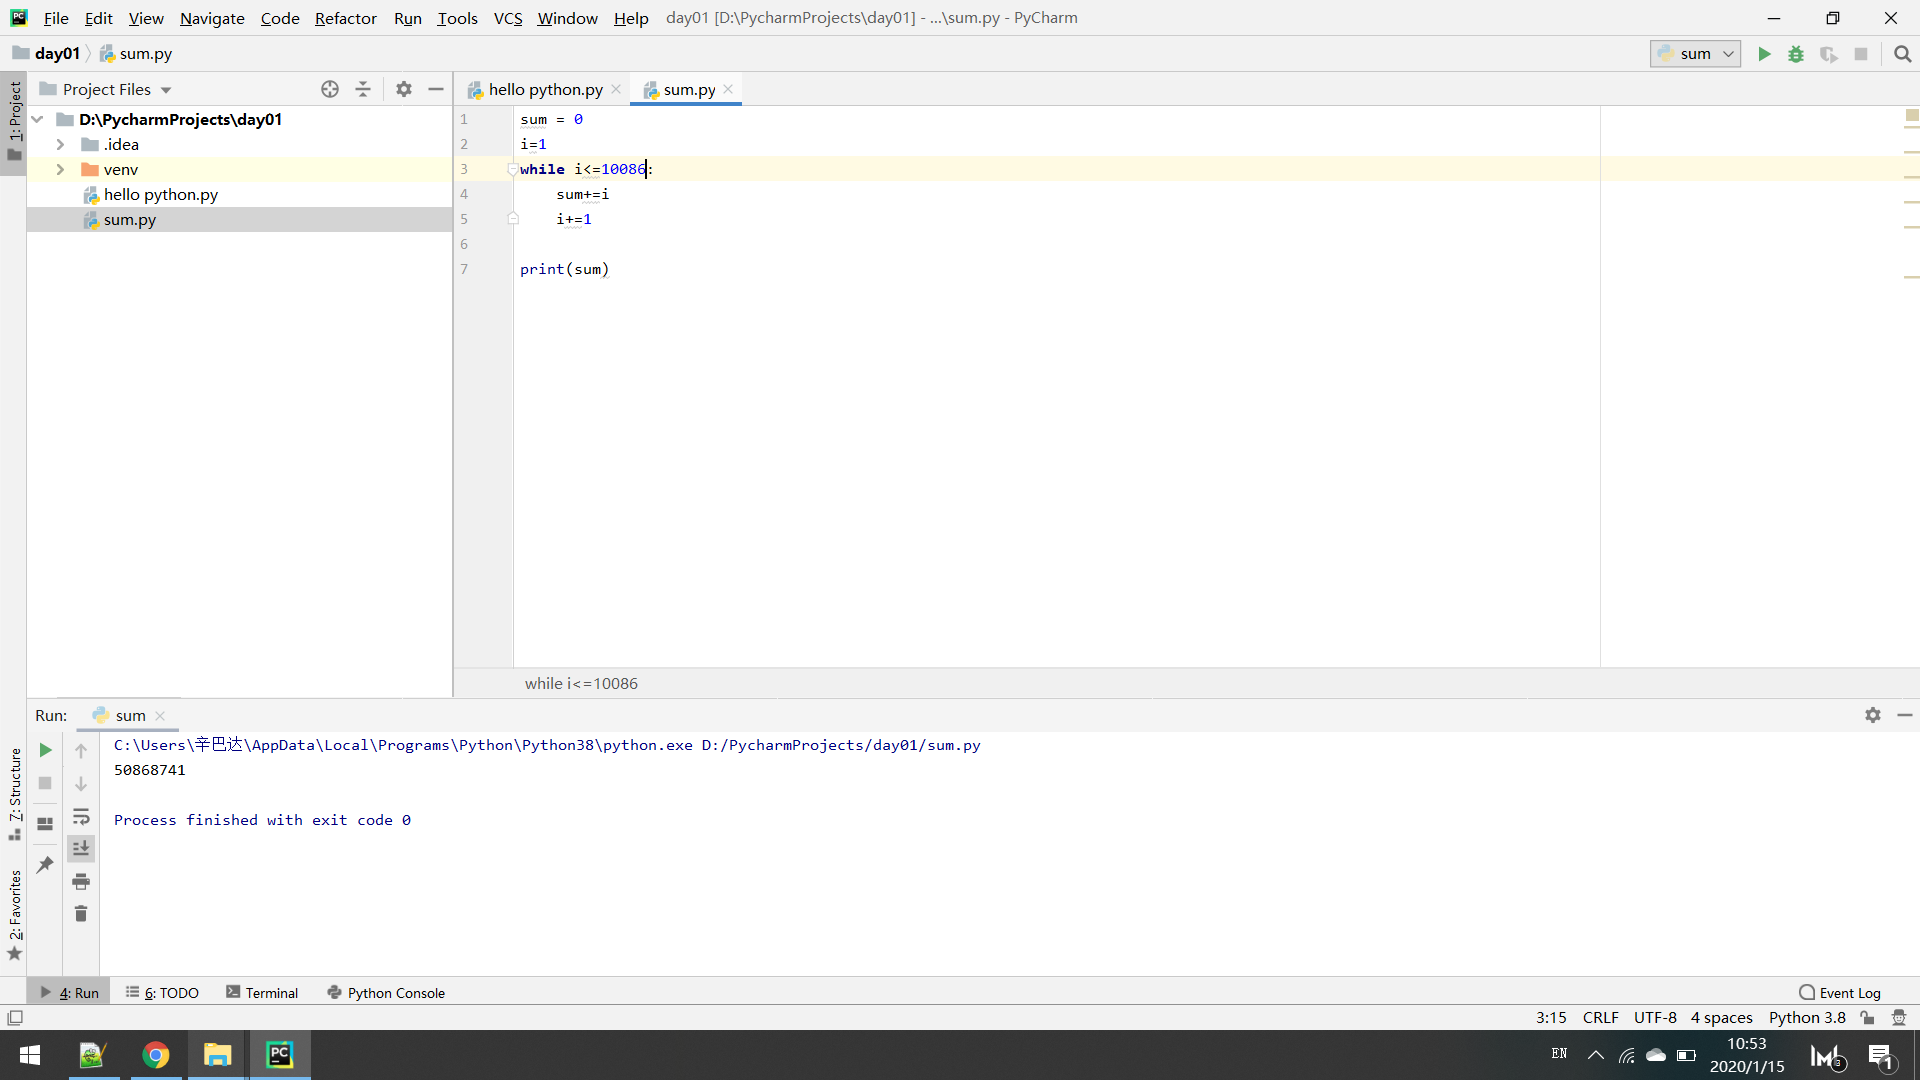 File Edit View Navigate Code Refactor Run Tools VCS Window Help day01 [D:\PycharmProjects\day01] - ...\sum.py - PyCharm
day01 sum.py
sum
1: Project
Project Files
hello python.py sum.py
D:\PycharmProjects\day01
.idea
venv
hello python.py
sum.py
1 sum = 0
2 i=1
3 while i<=10086:
4 sum+=i
5 i+=1
6
7 print(sum)
while i<=10086
Run: sum
C:\Users\辛巴达\AppData\Local\Programs\Python\Python38\python.exe D:/PycharmProjects/day01/sum.py
50868741
Process finished with exit code 0
7: Structure
2: Favorites
4: Run 6: TODO Terminal Python Console Event Log
3:15 CRLF UTF-8 4 spaces Python 3.8
PC
EN
10:53
2020/1/15
3
1